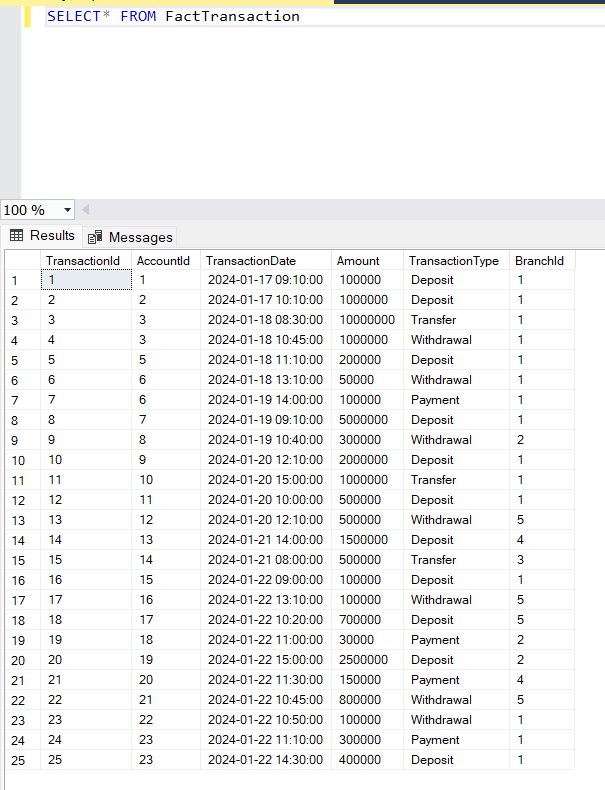 SELECT* FROM FactTransaction
100 %
Results Messages
TransactionId AccountId TransactionDate Amount TransactionType BranchId
1 1 1 2024-01-17 09:10:00 100000 Deposit 1
2 2 2 2024-01-17 10:10:00 1000000 Deposit 1
3 3 3 2024-01-18 08:30:00 10000000 Transfer 1
4 4 3 2024-01-18 10:45:00 1000000 Withdrawal 1
5 5 5 2024-01-18 11:10:00 200000 Deposit 1
6 6 6 2024-01-18 13:10:00 50000 Withdrawal 1
7 7 6 2024-01-19 14:00:00 100000 Payment 1
8 8 7 2024-01-19 09:10:00 5000000 Deposit 1
9 9 8 2024-01-19 10:40:00 300000 Withdrawal 2
10 10 9 2024-01-20 12:10:00 2000000 Deposit 1
11 11 10 2024-01-20 15:00:00 1000000 Transfer 1
12 12 11 2024-01-20 10:00:00 500000 Deposit 1
13 13 12 2024-01-20 12:10:00 500000 Withdrawal 5
14 14 13 2024-01-21 14:00:00 1500000 Deposit 4
15 15 14 2024-01-21 08:00:00 500000 Transfer 3
16 16 15 2024-01-22 09:00:00 100000 Deposit 1
17 17 16 2024-01-22 13:10:00 100000 Withdrawal 5
18 18 17 2024-01-22 10:20:00 700000 Deposit 5
19 19 18 2024-01-22 11:00:00 30000 Payment 2
20 20 19 2024-01-22 15:00:00 2500000 Deposit 2
21 21 20 2024-01-22 11:30:00 150000 Payment 4
22 22 21 2024-01-22 10:45:00 800000 Withdrawal 5
23 23 22 2024-01-22 10:50:00 100000 Withdrawal 1
24 24 23 2024-01-22 11:10:00 300000 Payment 1
25 25 23 2024-01-22 14:30:00 400000 Deposit 1